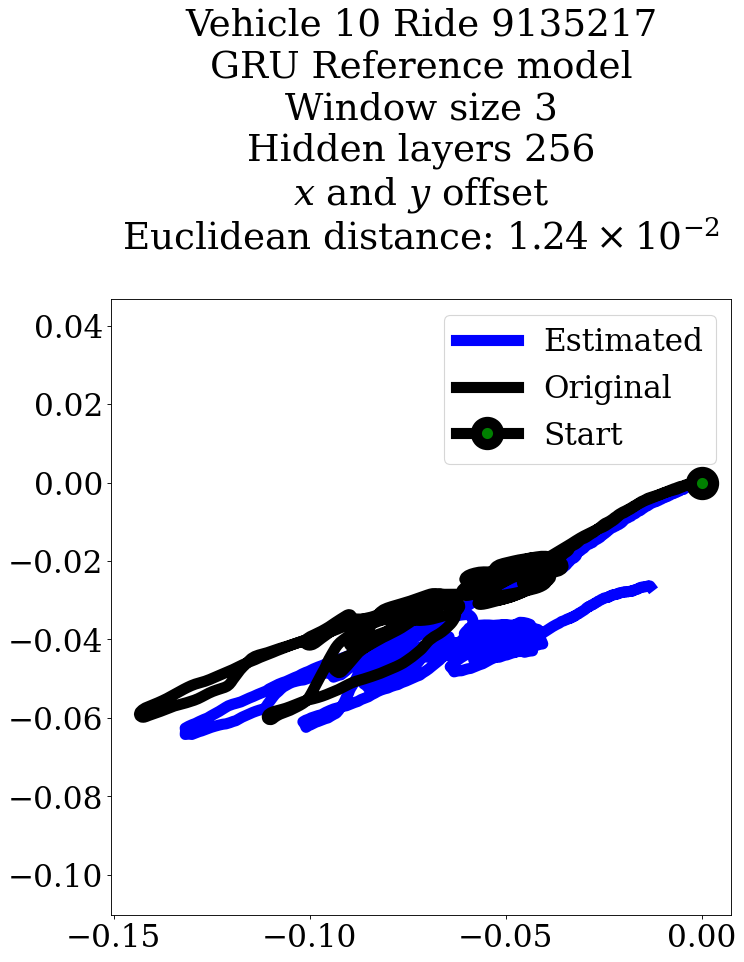 Vehicle 10 Ride 9135217
GRU Reference model
Window size 3
Hidden layers 256
x and y offset
Euclidean distance: 1.24 × 10⁻²
Estimated
Original
Start
0.04
0.02
0.00
−0.02
−0.04
−0.06
−0.08
−0.10
−0.15 −0.10 −0.05 0.00